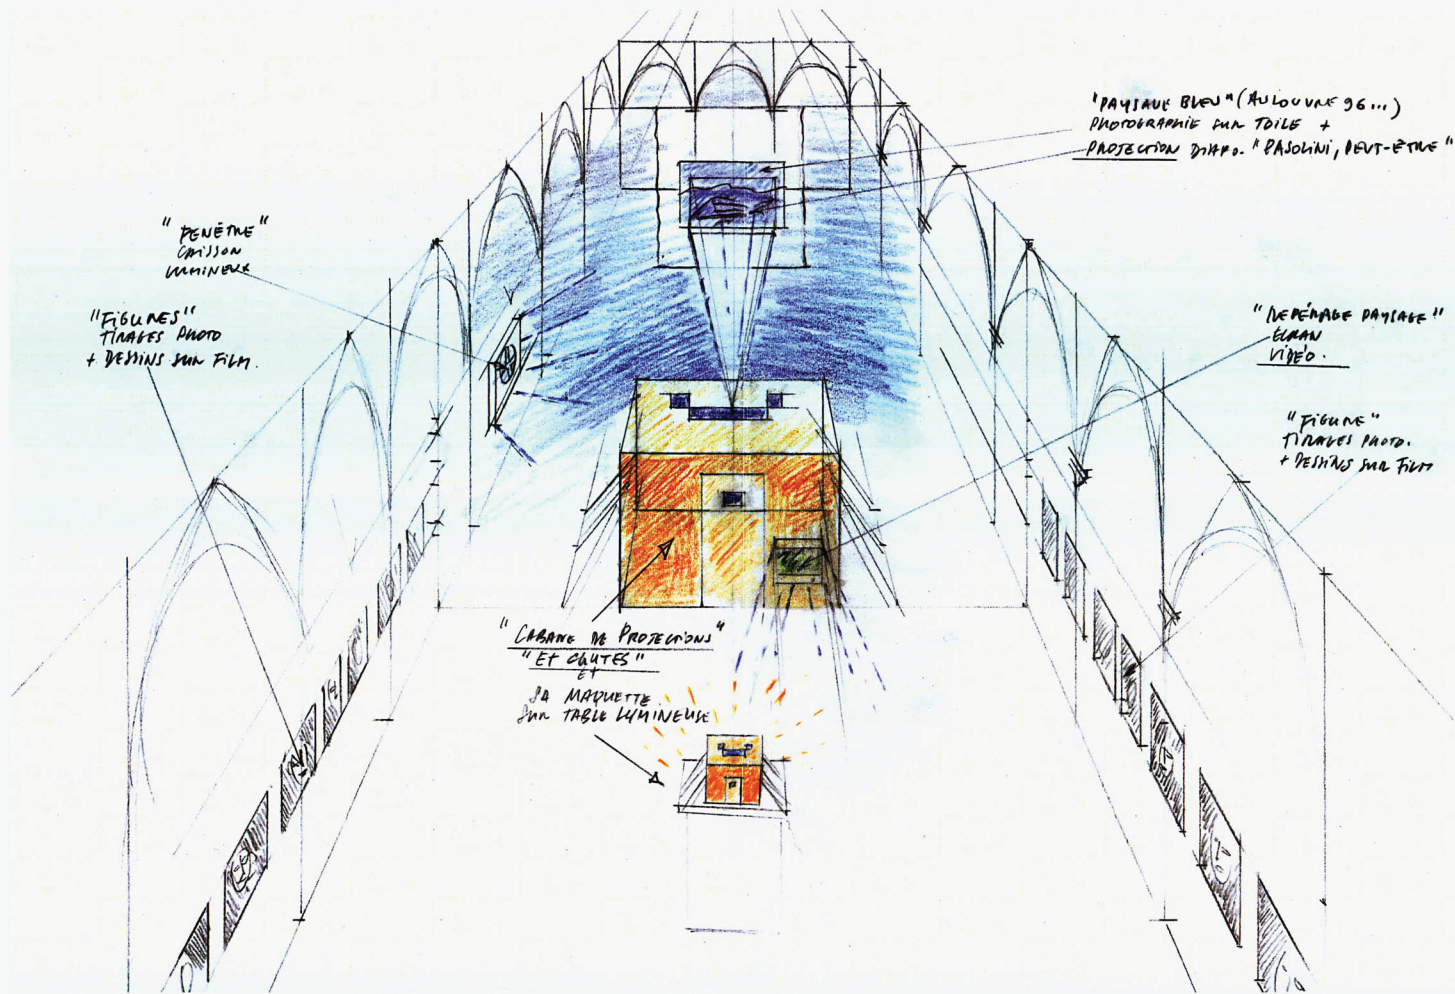 "PAYSAGE BLEU" (AU LOUVRE 96...)
PHOTOGRAPHIE SUR TOILE +
PROJECTION DIAPO. "PASOLINI, PEUT-ÊTRE"
"FENÊTRE"
CAISSON
LUMINEUX
"FIGURES"
TIRAGES PHOTO
+ DESSINS SUR FILM.
"REPÉRAGE PAYSAGE"
ECRAN
VIDÉO.
"FIGURE"
TIRAGES PHOTO.
+ DESSINS SUR FILM
"CABANE DE PROJECTIONS"
"ET CHUTES"
ET
SA MAQUETTE
SUR TABLE LUMINEUSE